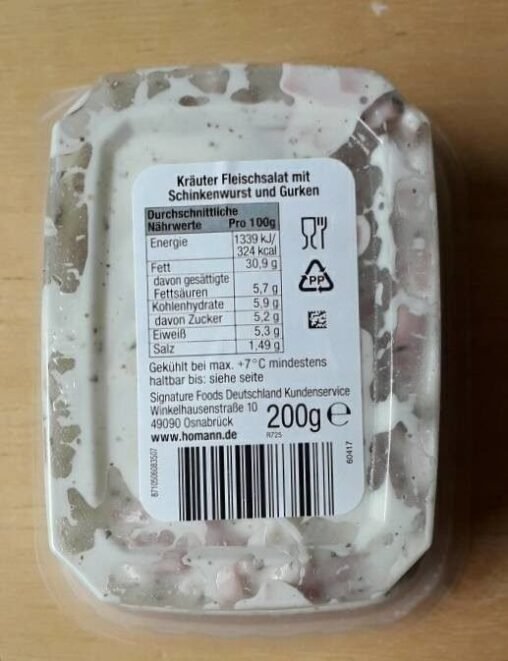 Kräuter Fleischsalat mit
Schinkenwurst und Gurken
Durchschnittliche
Nährwerte Pro 100g
Energie 1339 kJ/
324 kcal
Fett 30,9 g
davon gesättigte
Fettsäuren 5,7 g
Kohlenhydrate 5,9 g
davon Zucker 5,2 g
Eiweiß 5,3 g
Salz 1,49 g
PP
Gekühlt bei max. +7°C mindestens
haltbar bis: siehe seite
Signature Foods Deutschland Kundenservice
Winkelhausenstraße 10
49090 Osnabrück
www.homann.de
200g e
R725
8710506083507
60417